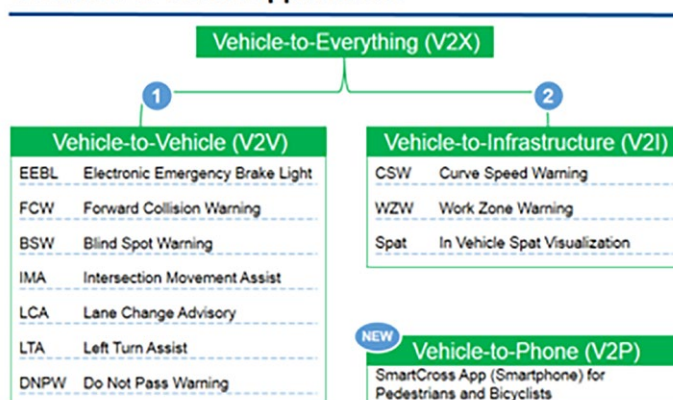 Vehicle-to-Everything (V2X)
1
2
Vehicle-to-Vehicle (V2V)
EEBL Electronic Emergency Brake Light
FCW Forward Collision Warning
BSW Blind Spot Warning
IMA Intersection Movement Assist
LCA Lane Change Advisory
LTA Left Turn Assist
DNPW Do Not Pass Warning
Vehicle-to-Infrastructure (V2I)
CSW Curve Speed Warning
WZW Work Zone Warning
Spat In Vehicle Spat Visualization
NEW
Vehicle-to-Phone (V2P)
SmartCross App (Smartphone) for
Pedestrians and Bicyclists